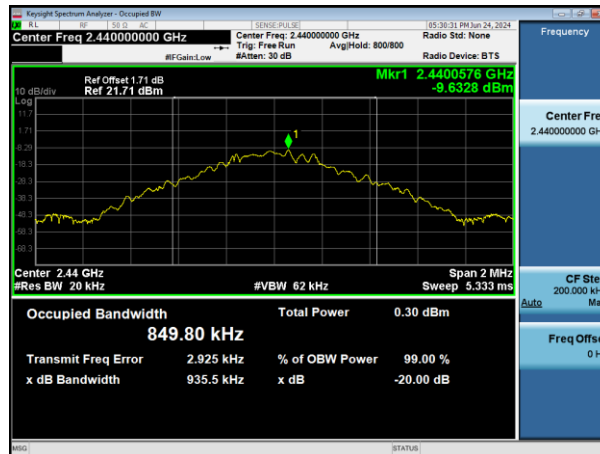 Keysight Spectrum Analyzer - Occupied BW
RL RF 50 Ω AC SENSE:PULSE 05:30:31 PM Jun 24, 2024
Center Freq 2.440000000 GHz
Center Freq: 2.440000000 GHz Radio Std: None
Trig: Free Run Avg|Hold: 800/800
#IFGain:Low #Atten: 30 dB Radio Device: BTS
Ref Offset 1.71 dB Mkr1 2.4400576 GHz
10 dB/div Ref 21.71 dBm -9.6328 dBm
Log
11.7
1.71
-8.29
-18.3
-28.3
-38.3
-48.3
-58.3
-68.3
1
Center 2.44 GHz Span 2 MHz
#Res BW 20 kHz #VBW 62 kHz Sweep 5.333 ms
Occupied Bandwidth Total Power 0.30 dBm
849.80 kHz
Transmit Freq Error 2.925 kHz % of OBW Power 99.00 %
x dB Bandwidth 935.5 kHz x dB -20.00 dB
MSG STATUS
Frequency
Center Fre
2.440000000 GH
CF Ste
200.000 kH
Auto Ma
Freq Offse
0 H